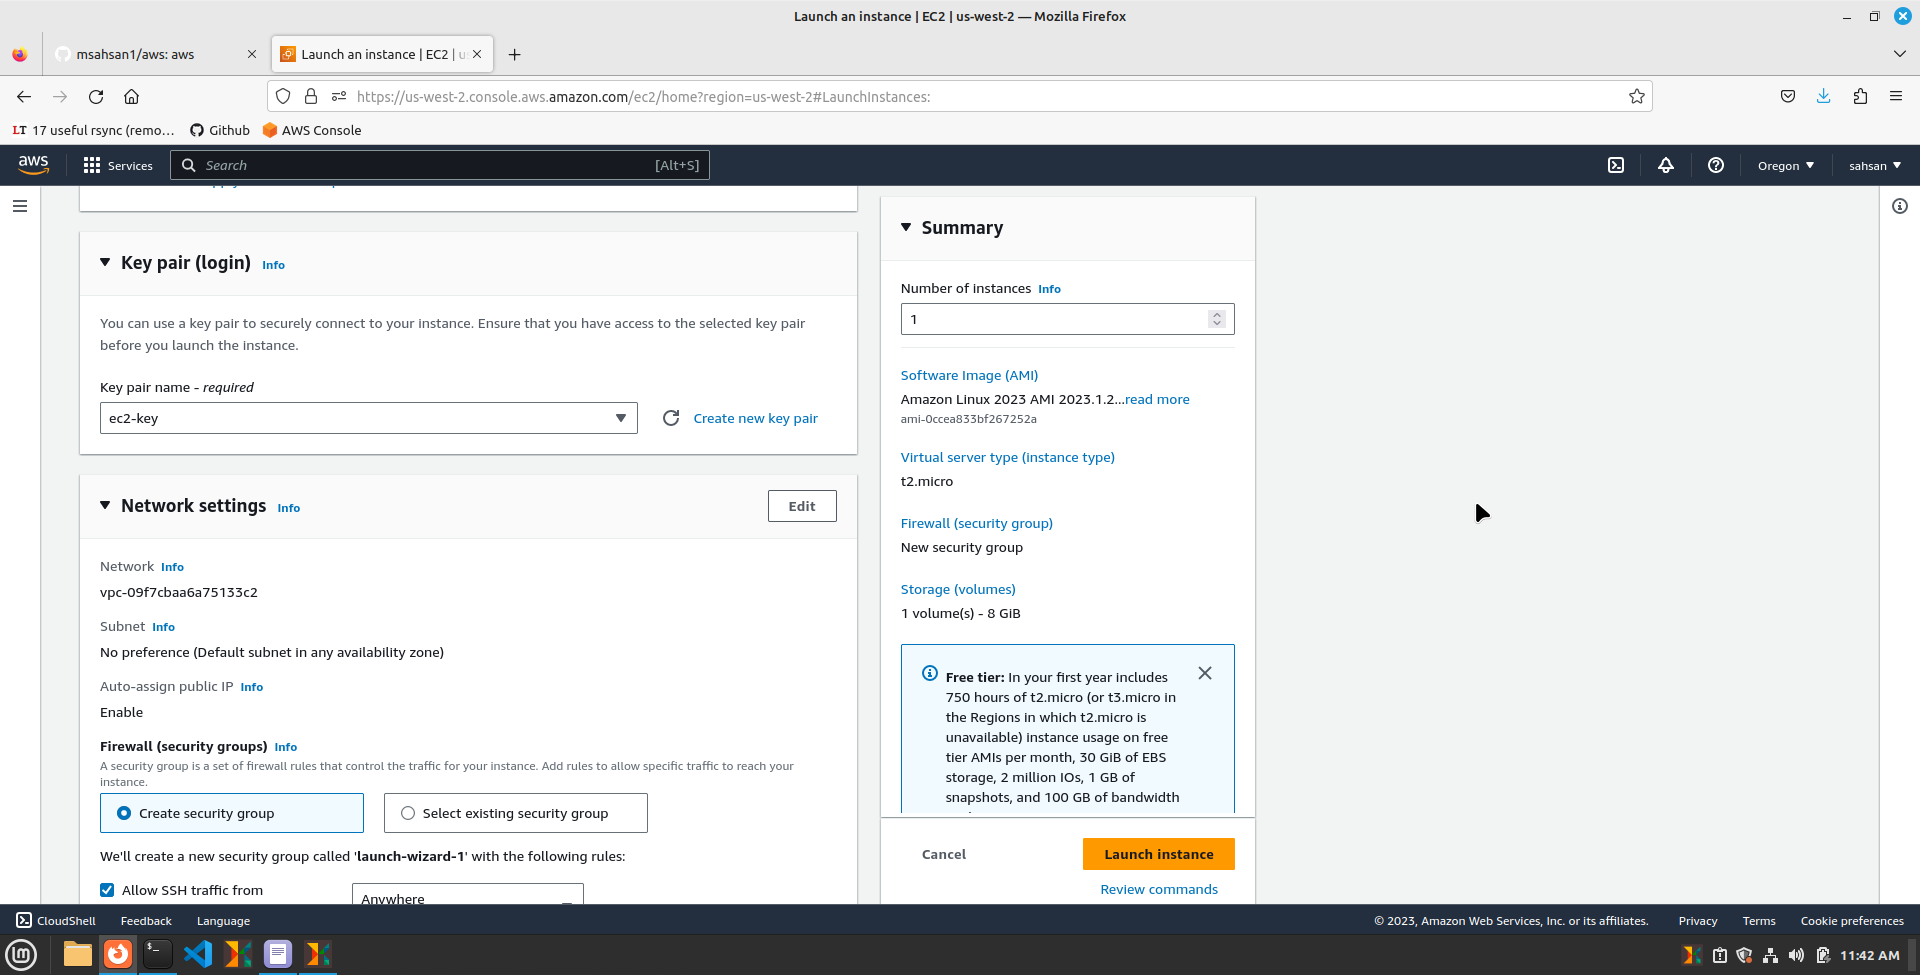 Launch an instance | EC2 | us-west-2 — Mozilla Firefox
msahsan1/aws: aws
Launch an instance | EC2 | u
https://us-west-2.console.aws.amazon.com/ec2/home?region=us-west-2#LaunchInstances:
LT 17 useful rsync (remo… Github AWS Console
aws Services Search [Alt+S] Oregon sahsan
Key pair (login) Info
You can use a key pair to securely connect to your instance. Ensure that you have access to the selected key pair
before you launch the instance.
Key pair name - required
ec2-key
Create new key pair
Network settings Info
Edit
Network Info
vpc-09f7cbaa6a75133c2
Subnet Info
No preference (Default subnet in any availability zone)
Auto-assign public IP Info
Enable
Firewall (security groups) Info
A security group is a set of firewall rules that control the traffic for your instance. Add rules to allow specific traffic to reach your
instance.
Create security group
Select existing security group
We'll create a new security group called 'launch-wizard-1' with the following rules:
Allow SSH traffic from
Anywhere
Summary
Number of instances Info
1
Software Image (AMI)
Amazon Linux 2023 AMI 2023.1.2...read more
ami-0ccea833bf267252a
Virtual server type (instance type)
t2.micro
Firewall (security group)
New security group
Storage (volumes)
1 volume(s) - 8 GiB
Free tier: In your first year includes
750 hours of t2.micro (or t3.micro in
the Regions in which t2.micro is
unavailable) instance usage on free
tier AMIs per month, 30 GiB of EBS
storage, 2 million IOs, 1 GB of
snapshots, and 100 GB of bandwidth
Cancel
Launch instance
Review commands
CloudShell Feedback Language © 2023, Amazon Web Services, Inc. or its affiliates. Privacy Terms Cookie preferences
11:42 AM